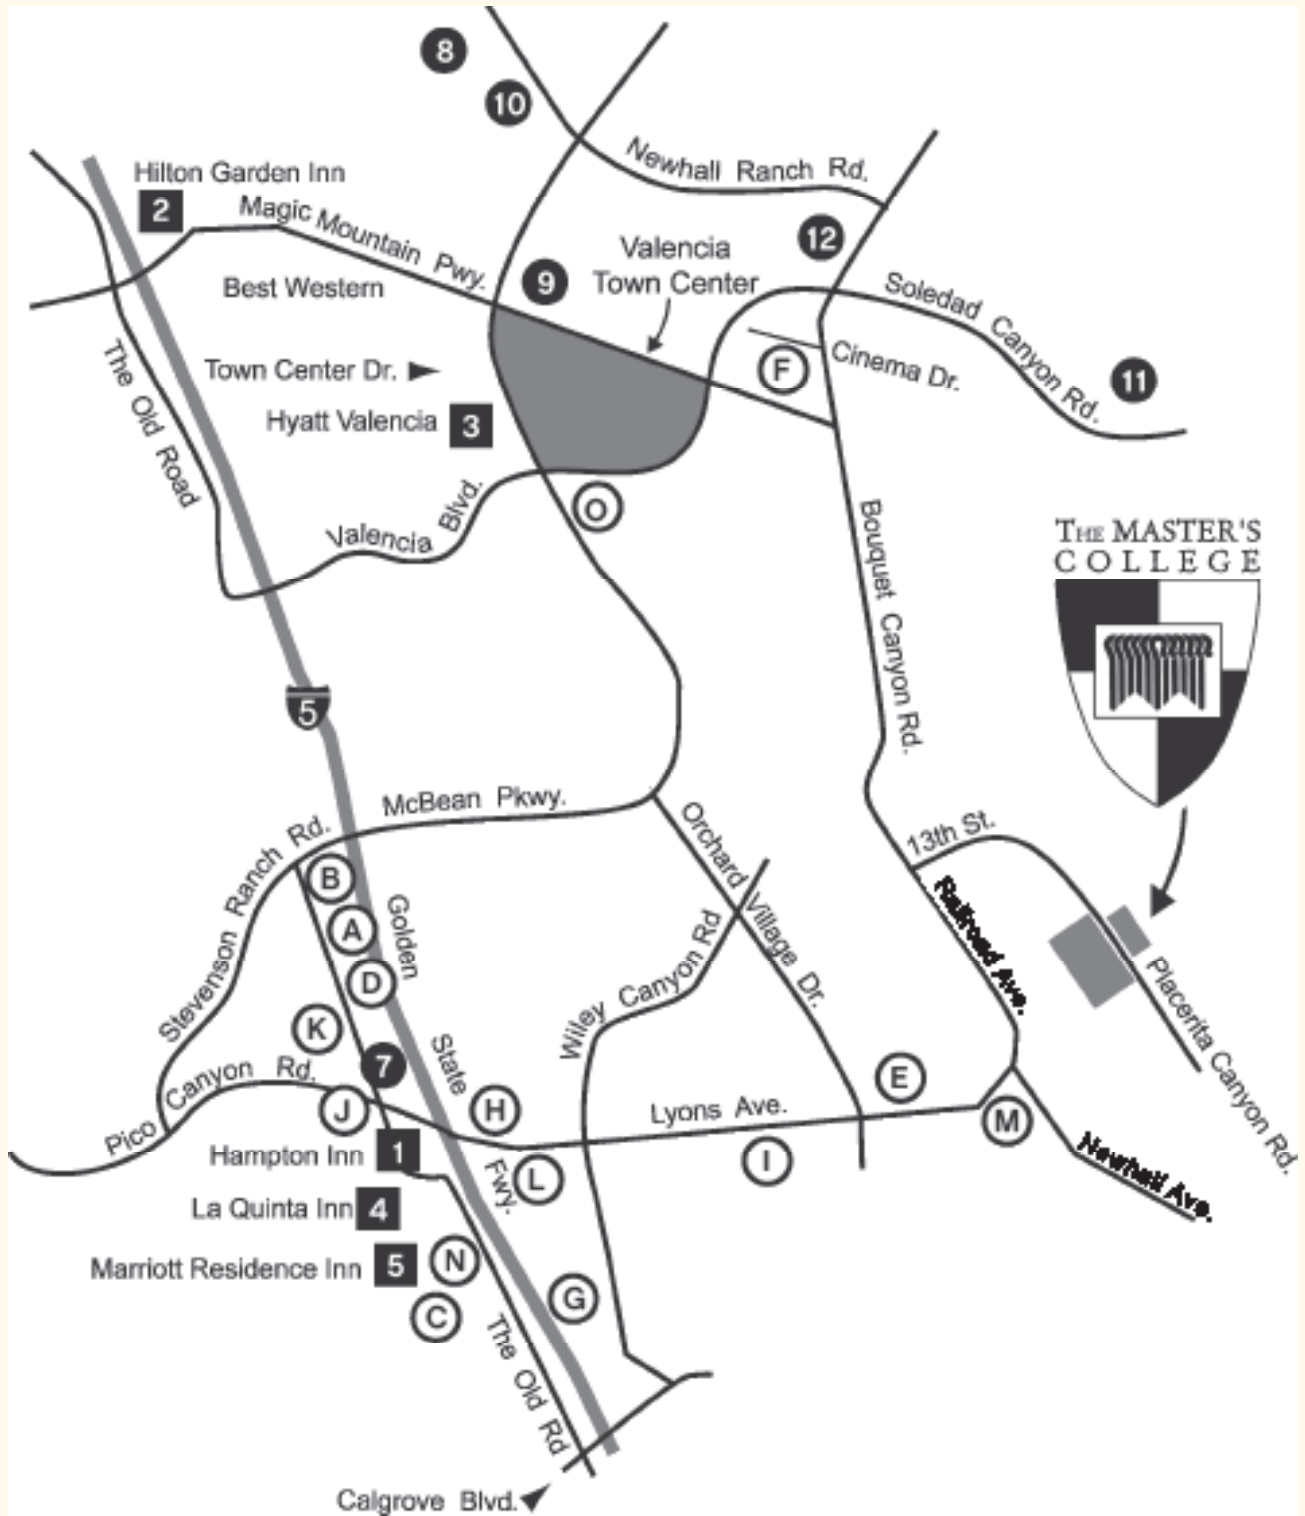 8
10
Newhall Ranch Rd.
Hilton Garden Inn
2
Magic Mountain Pwy.
12
Valencia
Town Center
9
Best Western
Soledad Canyon Rd.
Town Center Dr.
F
Cinema Dr.
11
The Old Road
Hyatt Valencia
3
O
Valencia Blvd.
Bouquet Canyon Rd.
THE MASTER'S
COLLEGE
5
McBean Pkwy.
Orchard Village Dr.
13th St.
Stevenson Ranch Rd.
B
A
D
Golden State Fwy.
Railroad Ave.
Wiley Canyon Rd
Placerita Canyon Rd.
K
7
Pico Canyon Rd.
J
H
Lyons Ave.
E
M
Hampton Inn
1
L
I
Newhall Ave.
La Quinta Inn
4
Marriott Residence Inn
5
N
G
C
The Old Rd
Calgrove Blvd.